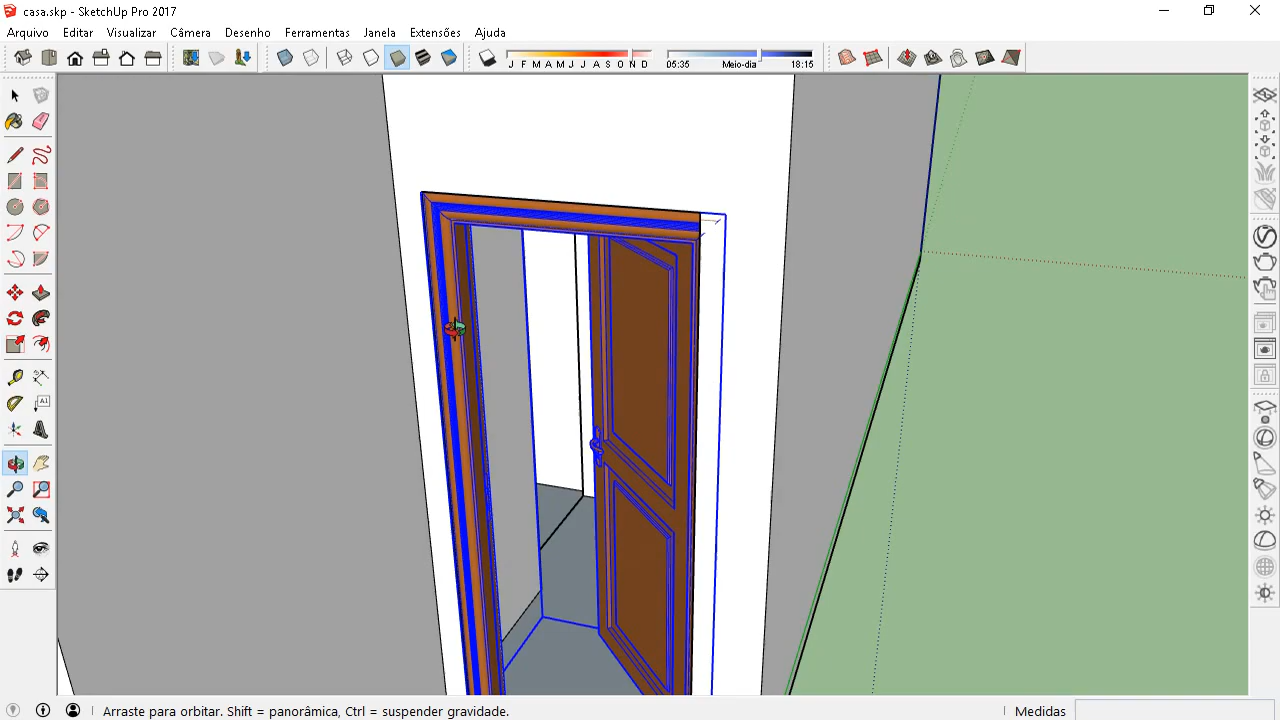 casa.skp - SketchUp Pro 2017
Arquivo Editar Visualizar Câmera Desenho Ferramentas Janela Extensões Ajuda
J F M A M J J A S O N D 05:35 Meio-dia 18:15
A1
Arraste para orbitar. Shift = panorâmica, Ctrl = suspender gravidade. Medidas